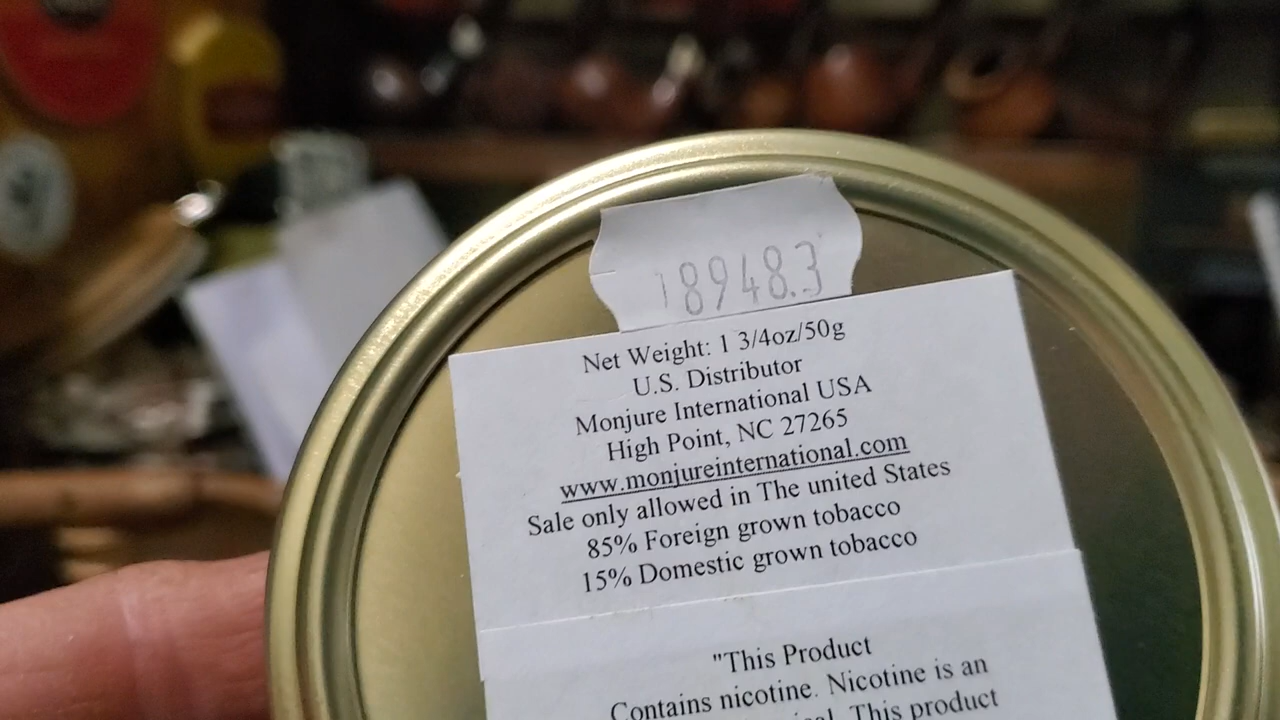 18948.3
Net Weight: 1 3/4oz/50g
U.S. Distributor
Monjure International USA
High Point, NC 27265
www.monjureinternational.com
Sale only allowed in The united States
85% Foreign grown tobacco
15% Domestic grown tobacco
"This Product
Contains nicotine. Nicotine is an
This product